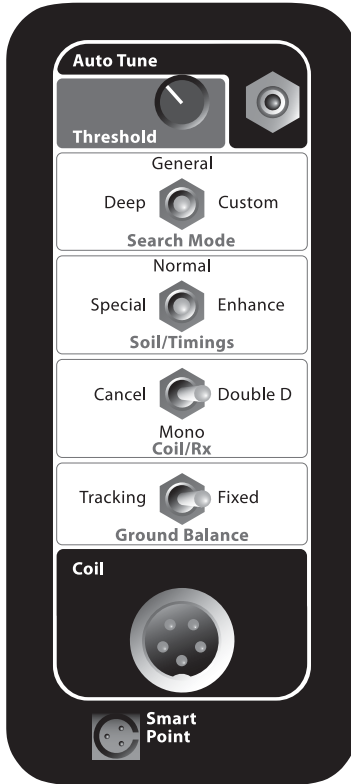 Auto Tune
Threshold
General
Deep Custom
Search Mode
Normal
Special Enhance
Soil/Timings
Cancel Double D
Mono
Coil/Rx
Tracking Fixed
Ground Balance
Coil
Smart
Point